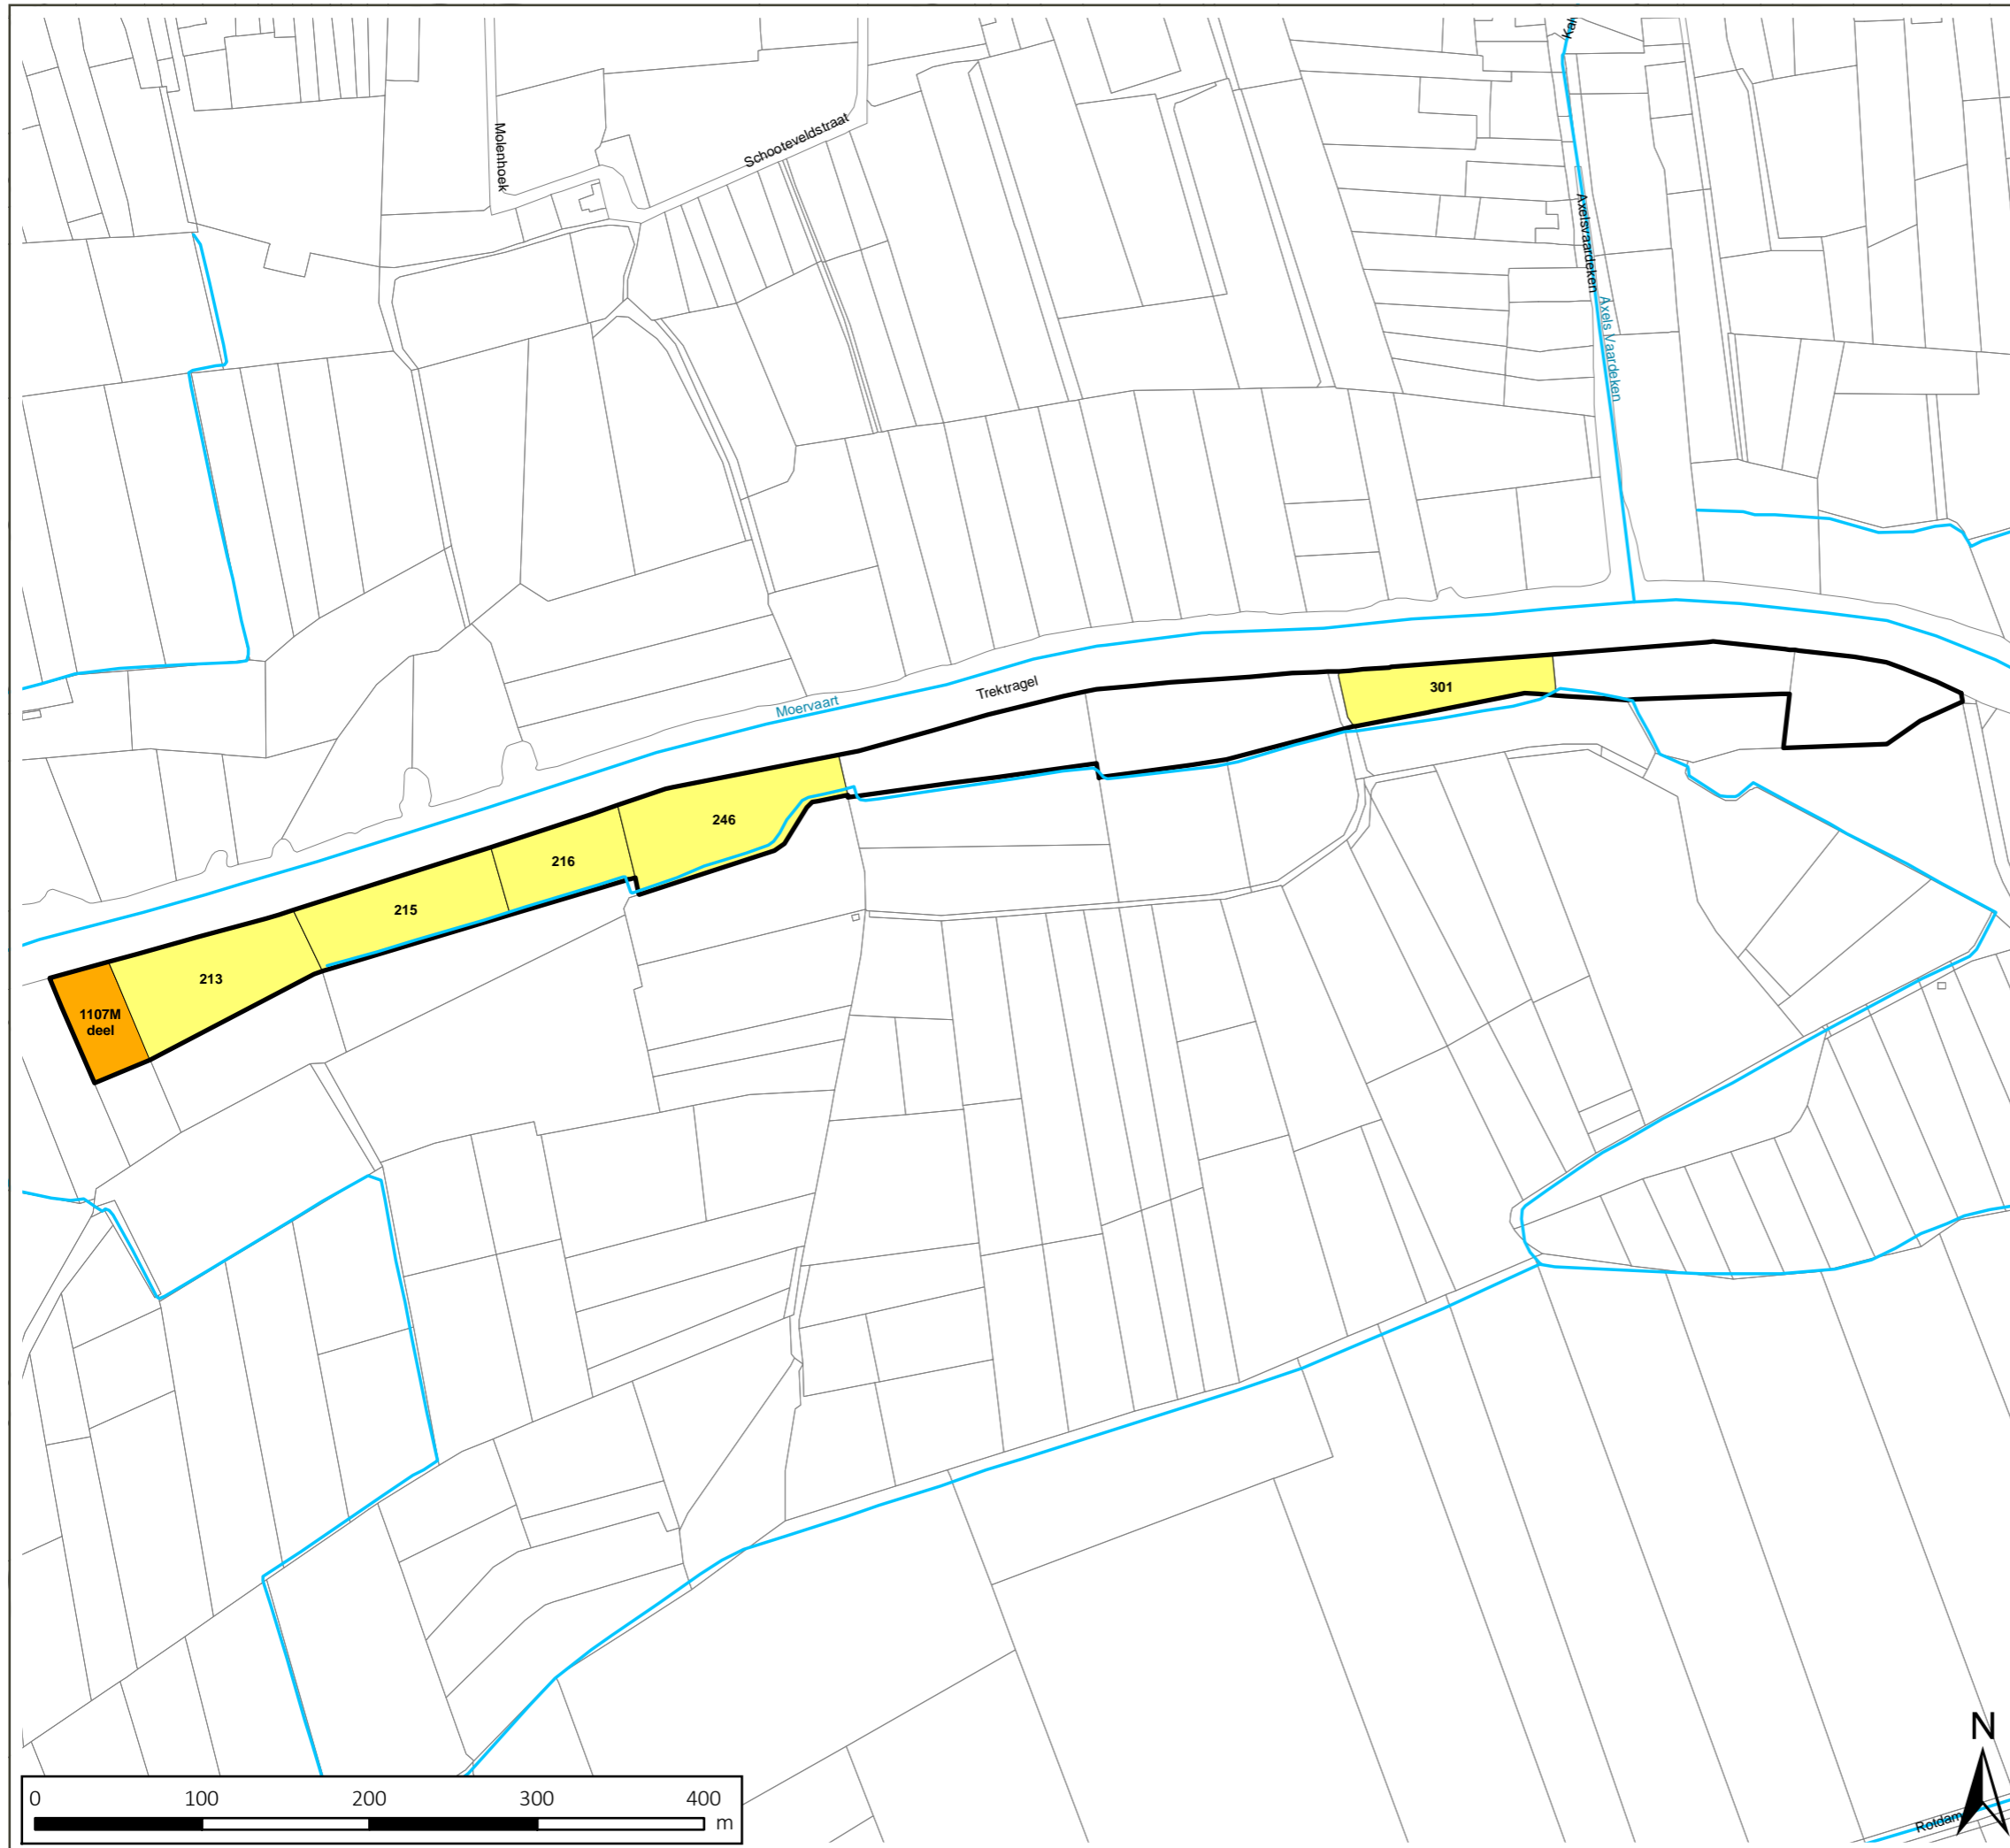 Molenhoek
Schooteveldstraat
Axelsvaardeken
Axels Vaardeken
Trektragel
Moervaart
301
246
216
215
213
1107M
deel
N
0 100 200 300 400
m
Rotdam